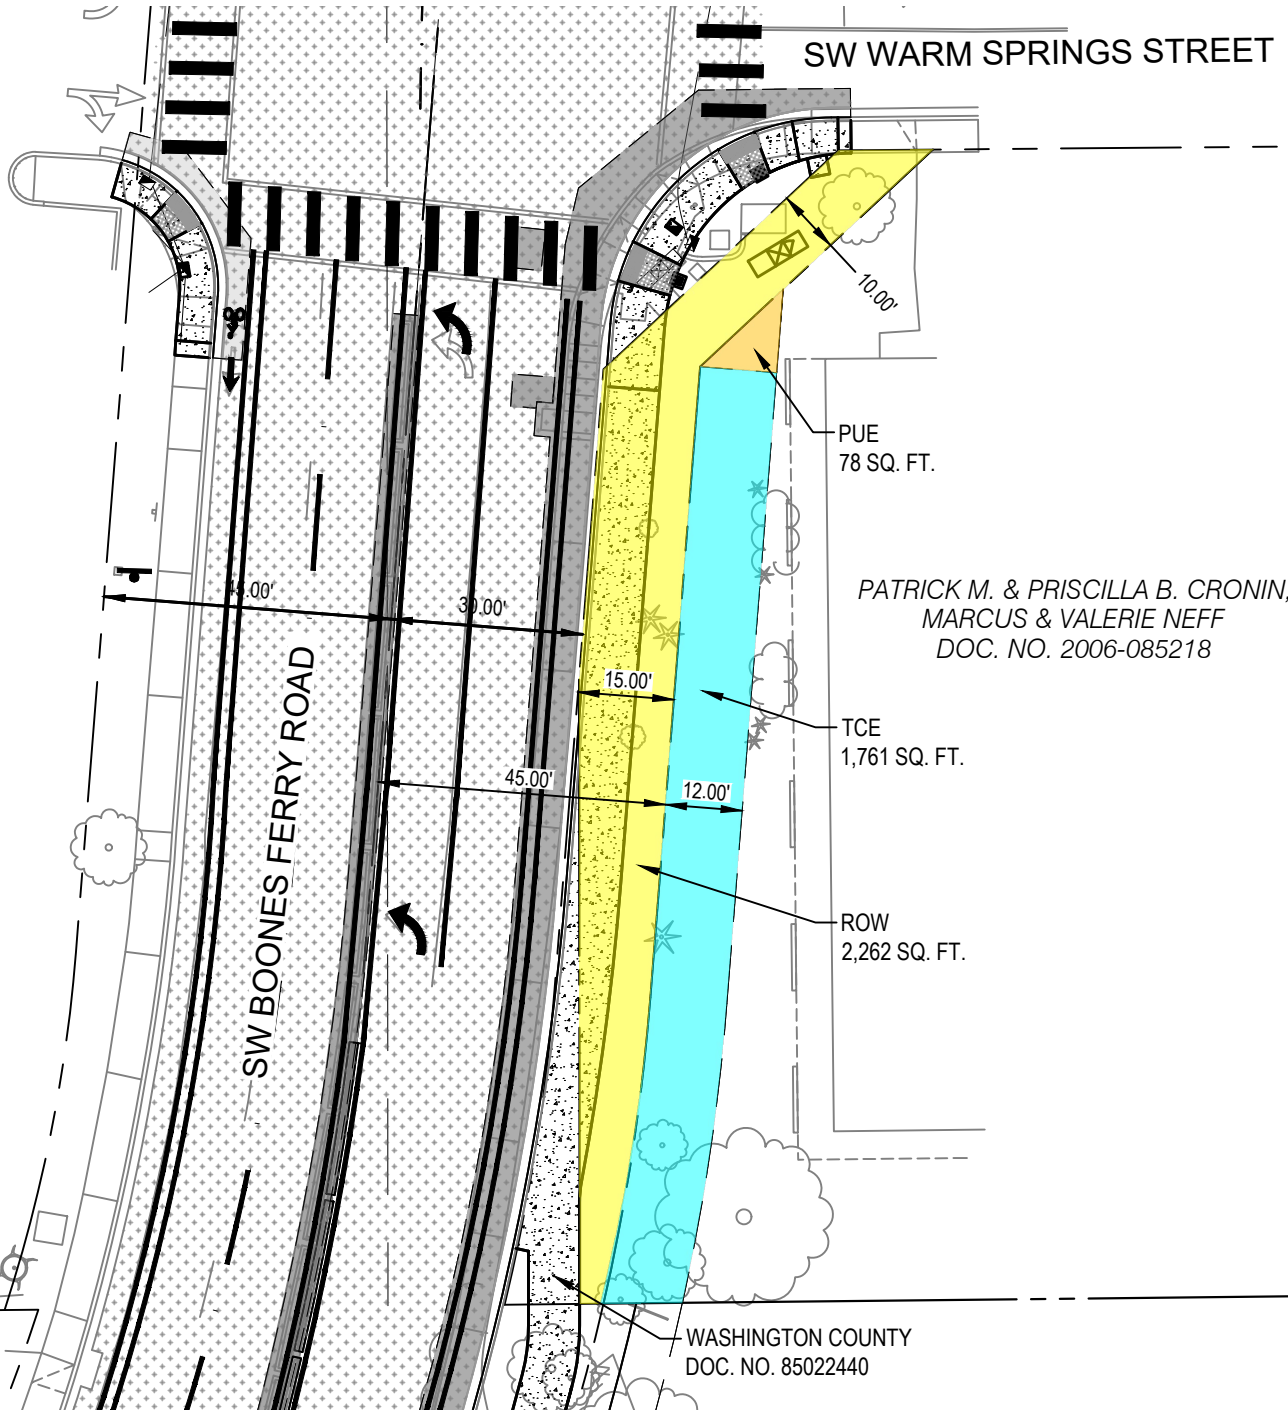 SW WARM SPRINGS STREET
10.00'
PUE
78 SQ. FT.
PATRICK M. & PRISCILLA B. CRONIN,
MARCUS & VALERIE NEFF
DOC. NO. 2006-085218
45.00'
30.00'
15.00'
SW BOONES FERRY ROAD
TCE
1,761 SQ. FT.
45.00'
12.00'
ROW
2,262 SQ. FT.
WASHINGTON COUNTY
DOC. NO. 85022440